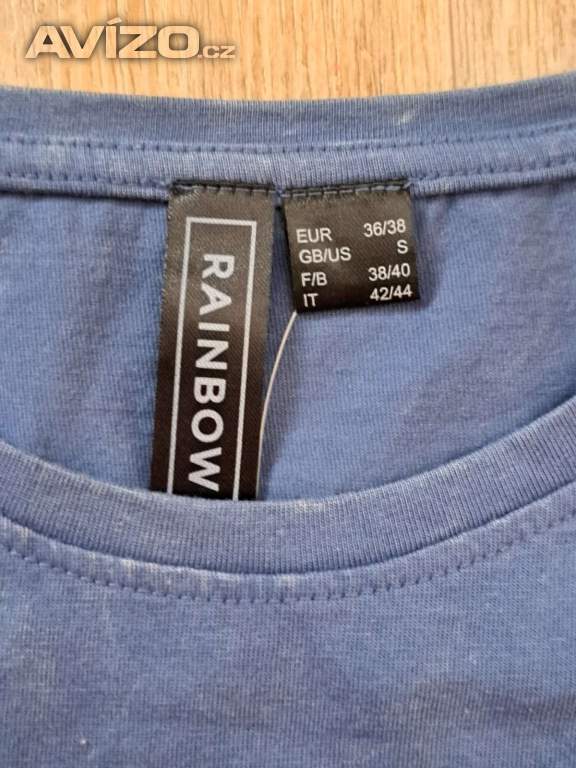 AVÍZO.cz
RAINBOW
EUR 36/38
GB/US S
F/B 38/40
IT 42/44